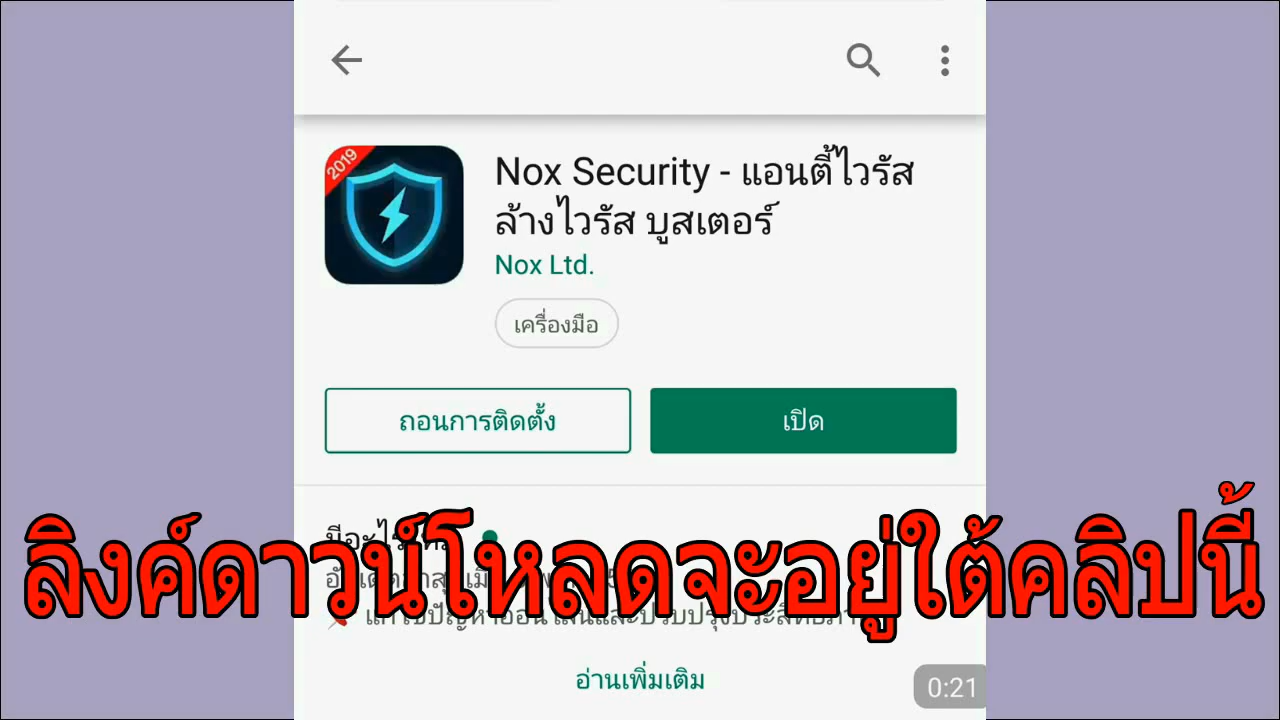 2019
Nox Security - แอนตี้ไวรัส
ล้างไวรัส บูสเตอร์
Nox Ltd.
เครื่องมือ
ถอนการติดตั้ง
เปิด
ลิงค์ดาวน์โหลดจะอยู่ใต้คลิปนี้
อ่านเพิ่มเติม
0:21